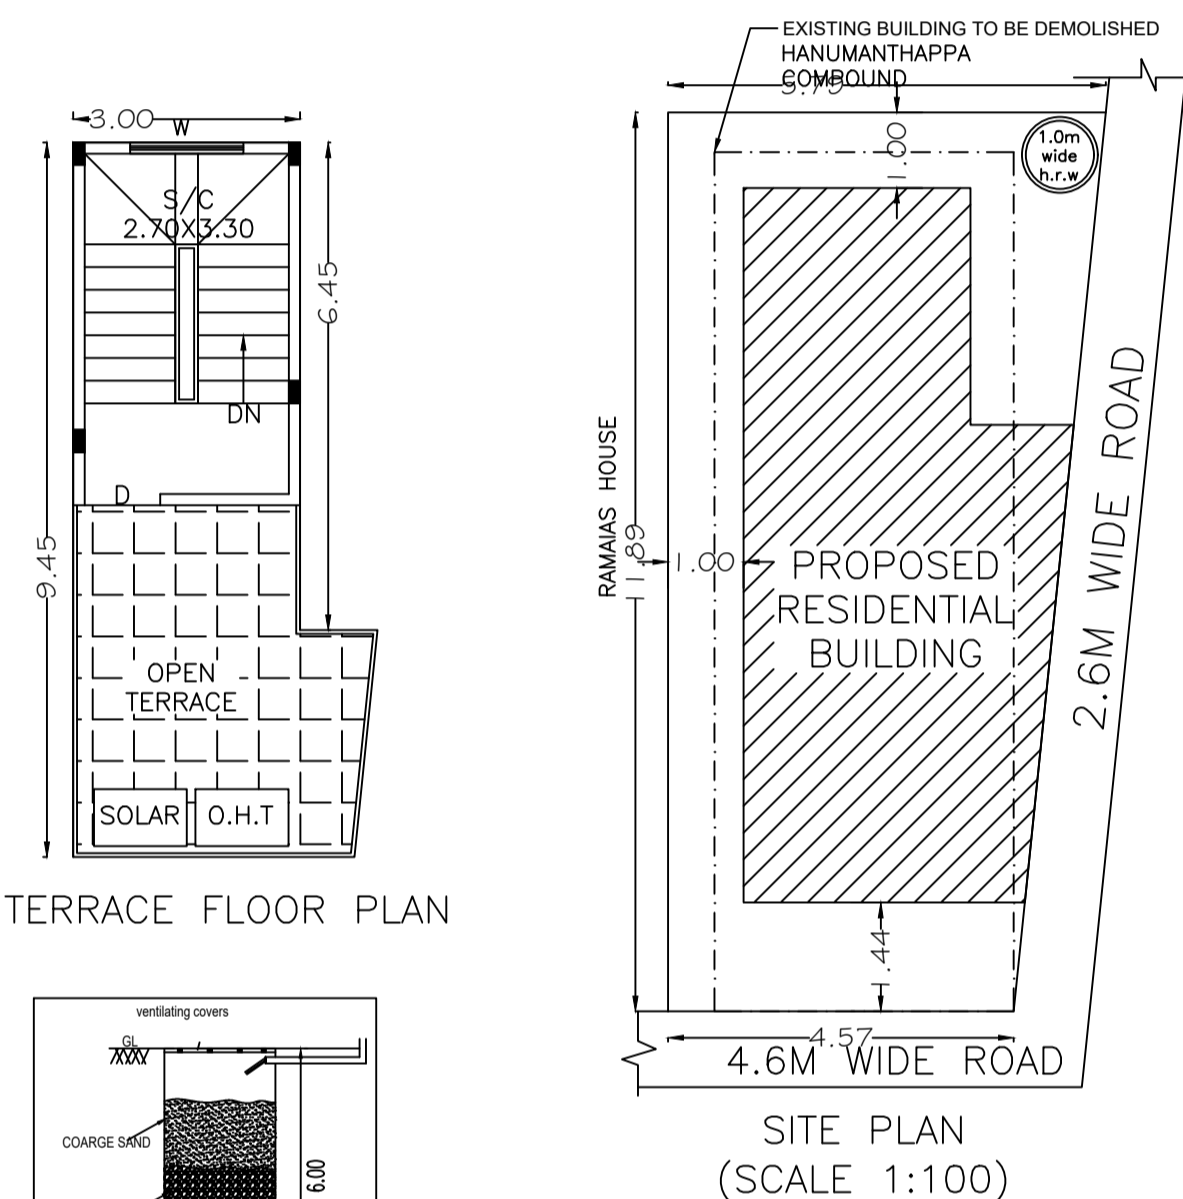 EXISTING BUILDING TO BE DEMOLISHED
HANUMANTHAPPA
COMPOUND
5.79
3.00
W
S/C
2.70X3.30
6.45
DN
D
9.45
OPEN
TERRACE
SOLAR
O.H.T
TERRACE FLOOR PLAN
1.00
1.0m
wide
h.r.w
RAMAIAS HOUSE
11.89
1.00
PROPOSED
RESIDENTIAL
BUILDING
2.6M WIDE ROAD
1.44
4.57
4.6M WIDE ROAD
SITE PLAN
(SCALE 1:100)
ventilating covers
GL
COARGE SAND
6.00